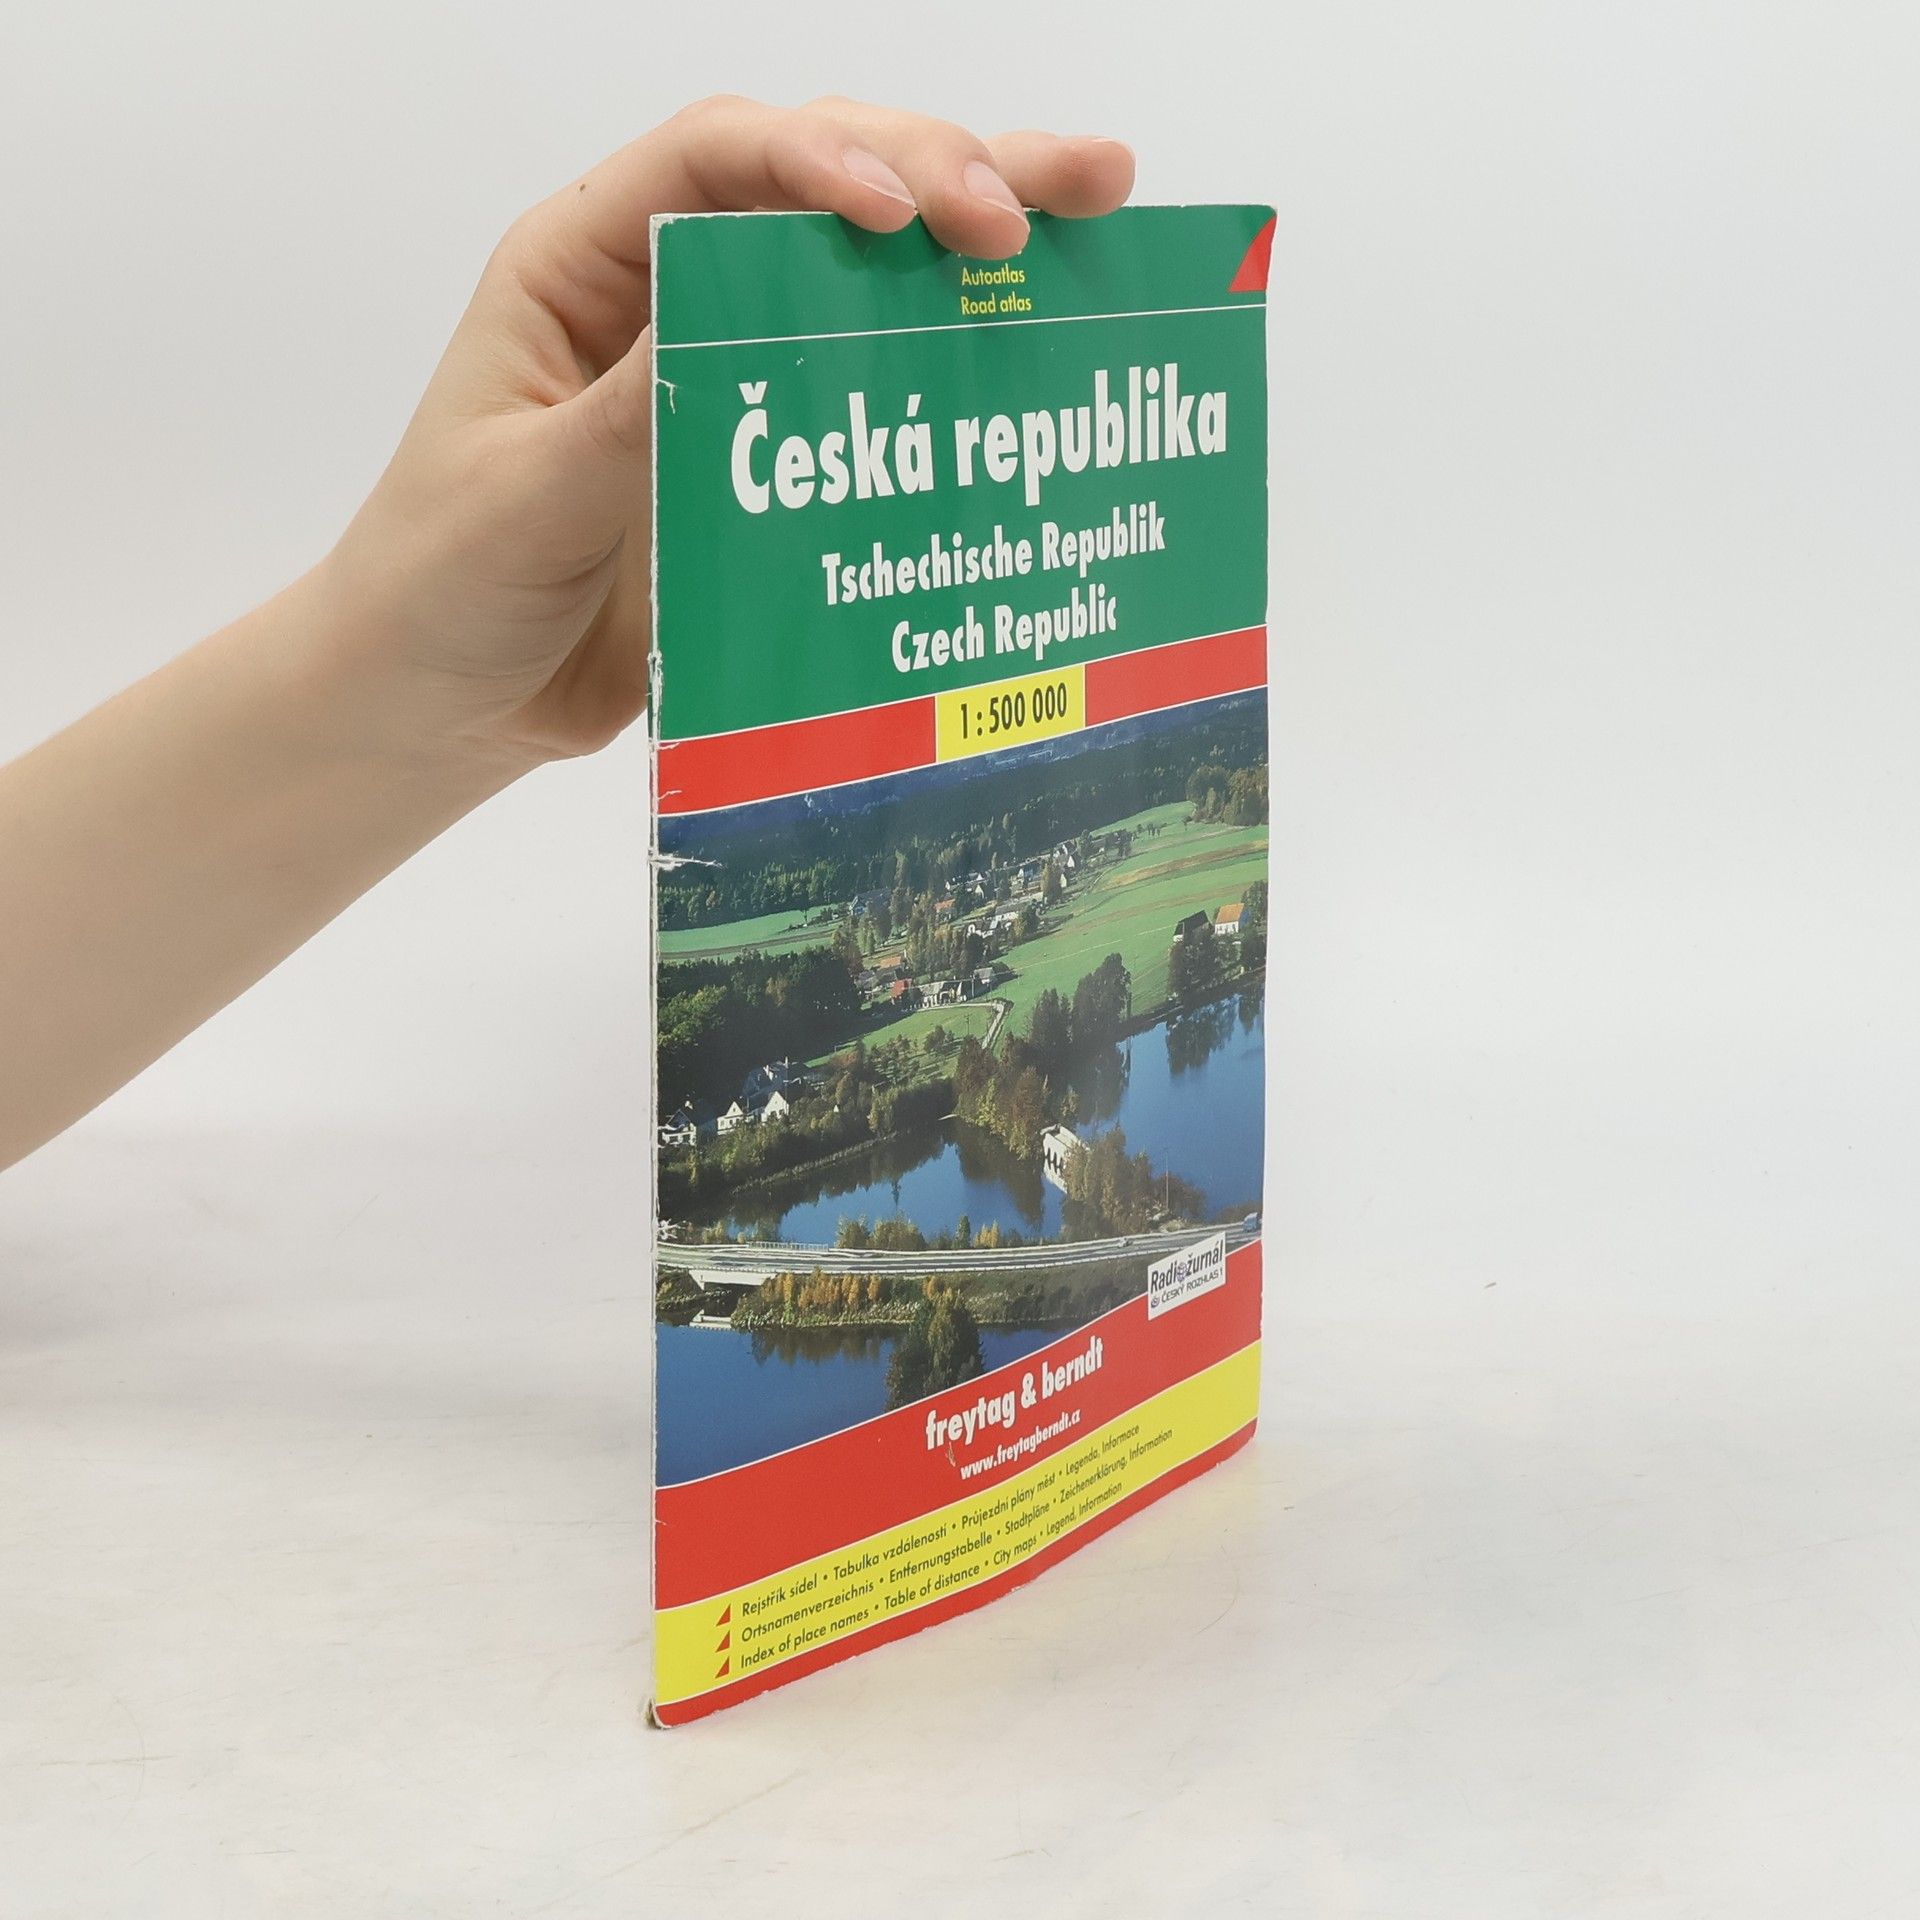 Autoatlas
Road atlas
Česká republika
Tschechische Republik
Czech Republic
1 : 500 000
Radiožurnál
ČESKÝ ROZHLAS 1
freytag & berndt
www.freytagberndt.cz
Rejstřík sídel • Tabulka vzdáleností • Průjezdní plány měst • Legenda, Informace
Ortsnamenverzeichnis • Entfernungstabelle • Stadtpläne • Zeichenerklärung, Information
Index of place names • Table of distance • City maps • Legend, Information